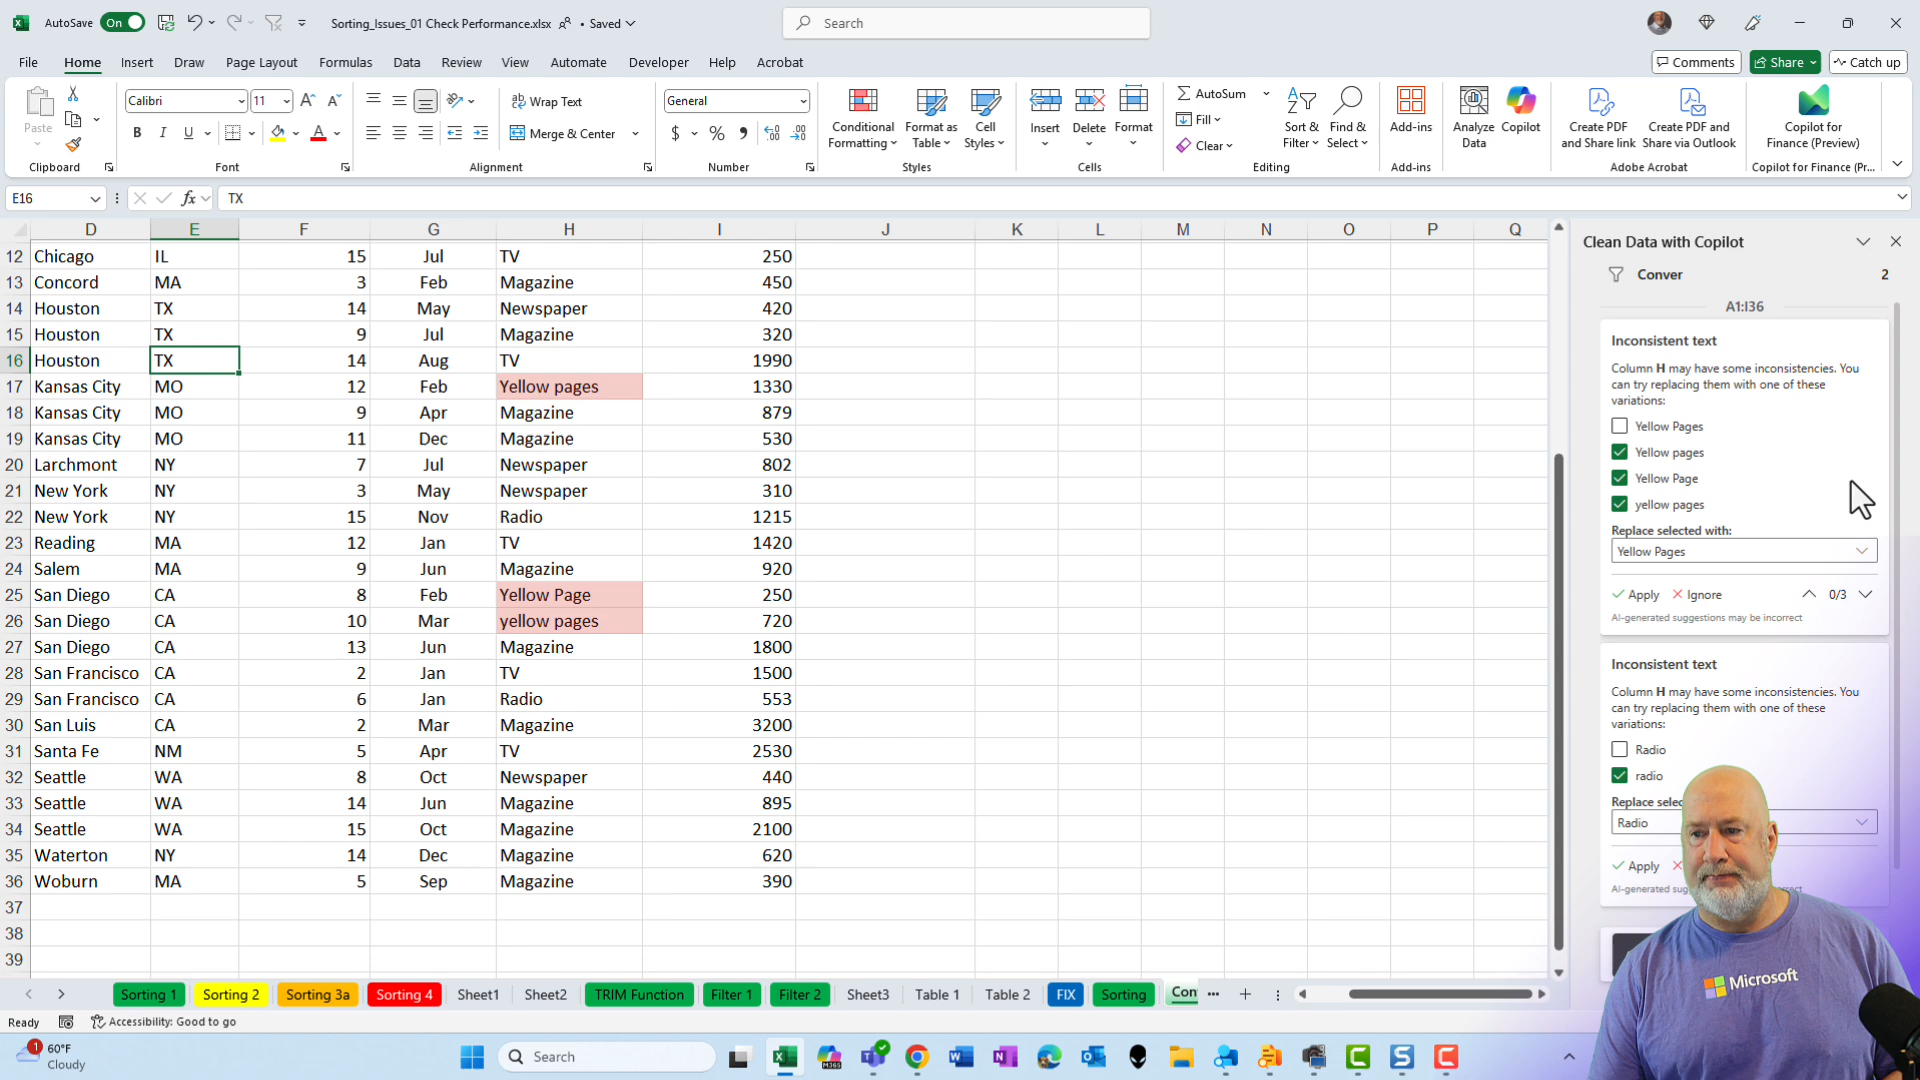 AutoSave On Sorting_Issues_01 Check Performance.xlsx • Saved Search
File Home Insert Draw Page Layout Formulas Data Review View Automate Developer Help Acrobat Comments Share Catch up
Paste Calibri 11 Wrap Text General Conditional Formatting Format as Table Cell Styles Insert Delete Format AutoSum Fill Clear Sort & Filter Find & Select Add-ins Analyze Data Copilot Create PDF and Share link Create PDF and Share via Outlook Copilot for Finance (Preview)
B I U A Merge & Center $ %
Clipboard Font Alignment Number Styles Cells Editing Add-ins Adobe Acrobat Copilot for Finance (Pr...
E16 fx TX
D E F G H I J K L M N O P Q
12 Chicago IL 15 Jul TV 250
13 Concord MA 3 Feb Magazine 450
14 Houston TX 14 May Newspaper 420
15 Houston TX 9 Jul Magazine 320
16 Houston TX 14 Aug TV 1990
17 Kansas City MO 12 Feb Yellow pages 1330
18 Kansas City MO 9 Apr Magazine 879
19 Kansas City MO 11 Dec Magazine 530
20 Larchmont NY 7 Jul Newspaper 802
21 New York NY 3 May Newspaper 310
22 New York NY 15 Nov Radio 1215
23 Reading MA 12 Jan TV 1420
24 Salem MA 9 Jun Magazine 920
25 San Diego CA 8 Feb Yellow Page 250
26 San Diego CA 10 Mar yellow pages 720
27 San Diego CA 13 Jun Magazine 1800
28 San Francisco CA 2 Jan TV 1500
29 San Francisco CA 6 Jan Radio 553
30 San Luis CA 2 Mar Magazine 3200
31 Santa Fe NM 5 Apr TV 2530
32 Seattle WA 8 Oct Newspaper 440
33 Seattle WA 14 Jun Magazine 895
34 Seattle WA 15 Oct Magazine 2100
35 Waterton NY 14 Dec Magazine 620
36 Woburn MA 5 Sep Magazine 390
37
38
39
Clean Data with Copilot
Conver 2
A1:I36
Inconsistent text
Column H may have some inconsistencies. You
can try replacing them with one of these
variations:
Yellow Pages
Yellow pages
Yellow Page
yellow pages
Replace selected with:
Yellow Pages
Apply Ignore 0/3
AI-generated suggestions may be incorrect
Inconsistent text
Column H may have some inconsistencies. You
can try replacing them with one of these
variations:
Radio
radio
Replace selec
Radio
Apply
AI-generated sug
Microsoft
Sorting 1 Sorting 2 Sorting 3a Sorting 4 Sheet1 Sheet2 TRIM Function Filter 1 Filter 2 Sheet3 Table 1 Table 2 FIX Sorting Con ...
Ready Accessibility: Good to go
1 60°F
Cloudy
Search